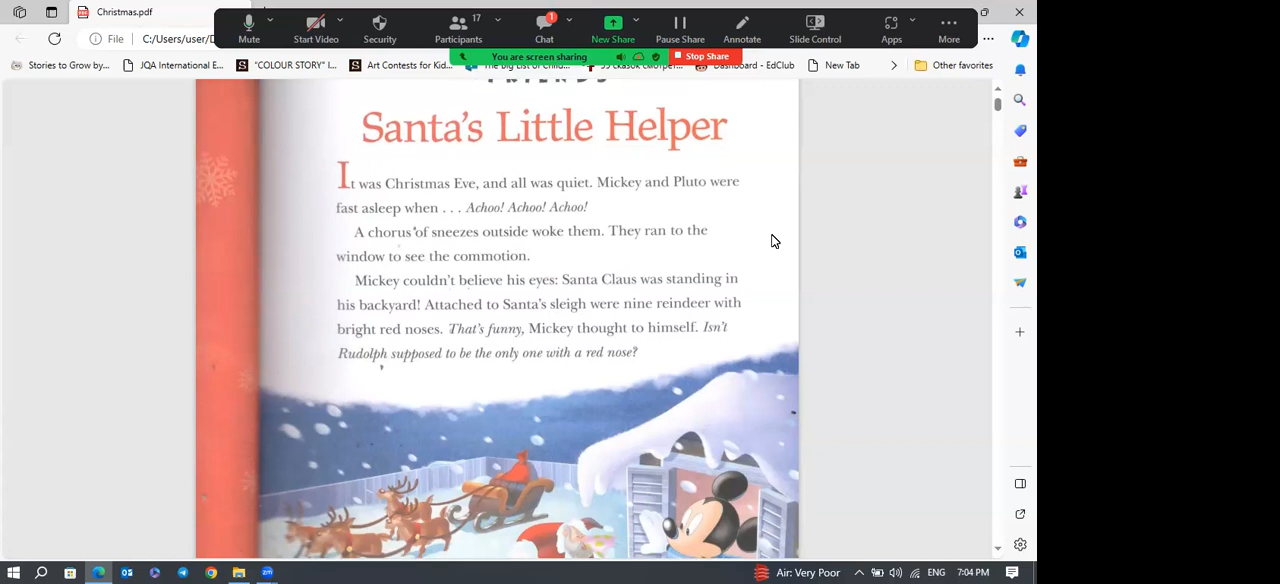 Christmas.pdf
17
1
Mute
Start Video
Security
Participants
Chat
New Share
Pause Share
Annotate
Slide Control
Apps
More
File
C:/Users/user/D
You are screen sharing
Stop Share
Stories to Grow by...
JQA International E...
"COLOUR STORY" I...
Art Contests for Kid...
Dashboard - EdClub
New Tab
Other favorites
FRIENDS
Santa's Little Helper
It was Christmas Eve, and all was quiet. Mickey and Pluto were
fast asleep when . . . Achoo! Achoo! Achoo!
A chorus of sneezes outside woke them. They ran to the
window to see the commotion.
Mickey couldn't believe his eyes: Santa Claus was standing in
his backyard! Attached to Santa's sleigh were nine reindeer with
bright red noses. That's funny, Mickey thought to himself. Isn't
Rudolph supposed to be the only one with a red nose?
Air: Very Poor
ENG
7:04 PM